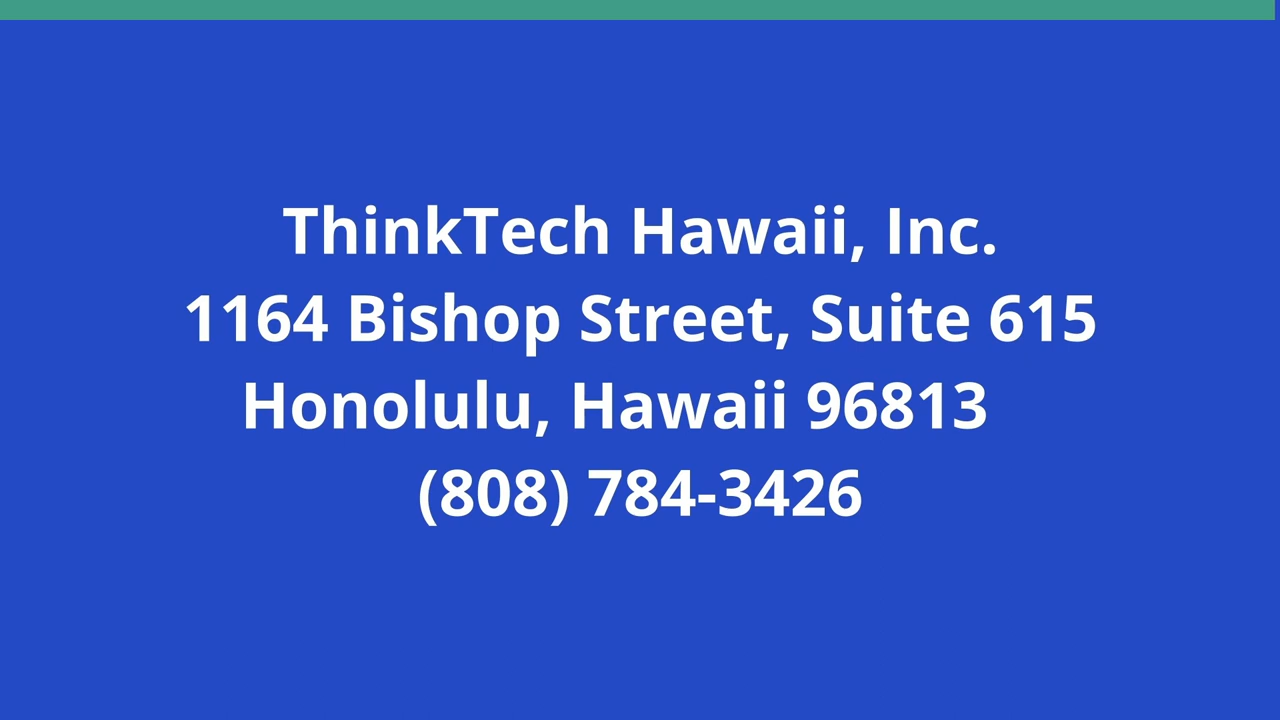 ThinkTech Hawaii, Inc.
1164 Bishop Street, Suite 615
Honolulu, Hawaii 96813
(808) 784-3426